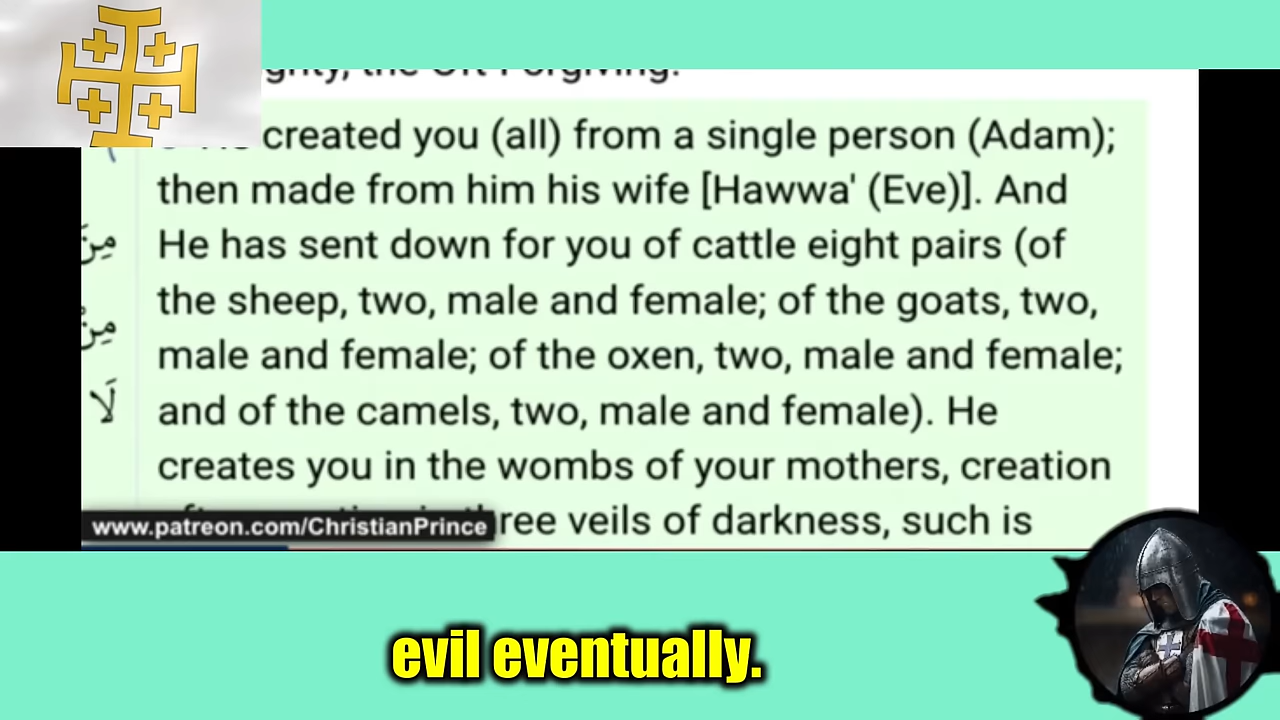 created you (all) from a single person (Adam);
then made from him his wife [Hawwa' (Eve)]. And
He has sent down for you of cattle eight pairs (of
the sheep, two, male and female; of the goats, two,
male and female; of the oxen, two, male and female;
and of the camels, two, male and female). He
creates you in the wombs of your mothers, creation
veils of darkness, such is
مِنَ
مِنْ
لَا
www.patreon.com/ChristianPrince
evil eventually.